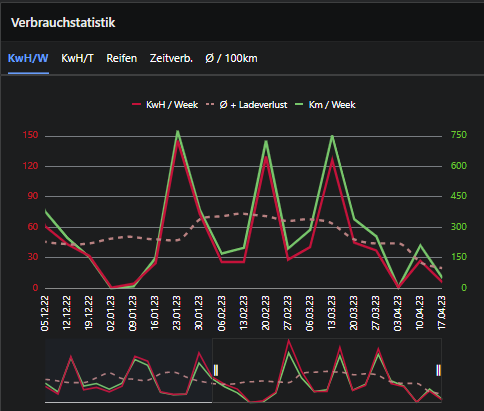 Verbrauchstatistik
KwH/W KwH/T Reifen Zeitverb. Ø / 100km
KwH / Week Ø + Ladeverlust Km / Week
150 750
120 600
90 450
60 300
30 150
0 0
05.12.22 12.12.22 19.12.22 02.01.23 09.01.23 16.01.23 23.01.23 30.01.23 06.02.23 13.02.23 20.02.23 27.02.23 06.03.23 13.03.23 20.03.23 27.03.23 03.04.23 10.04.23 17.04.23